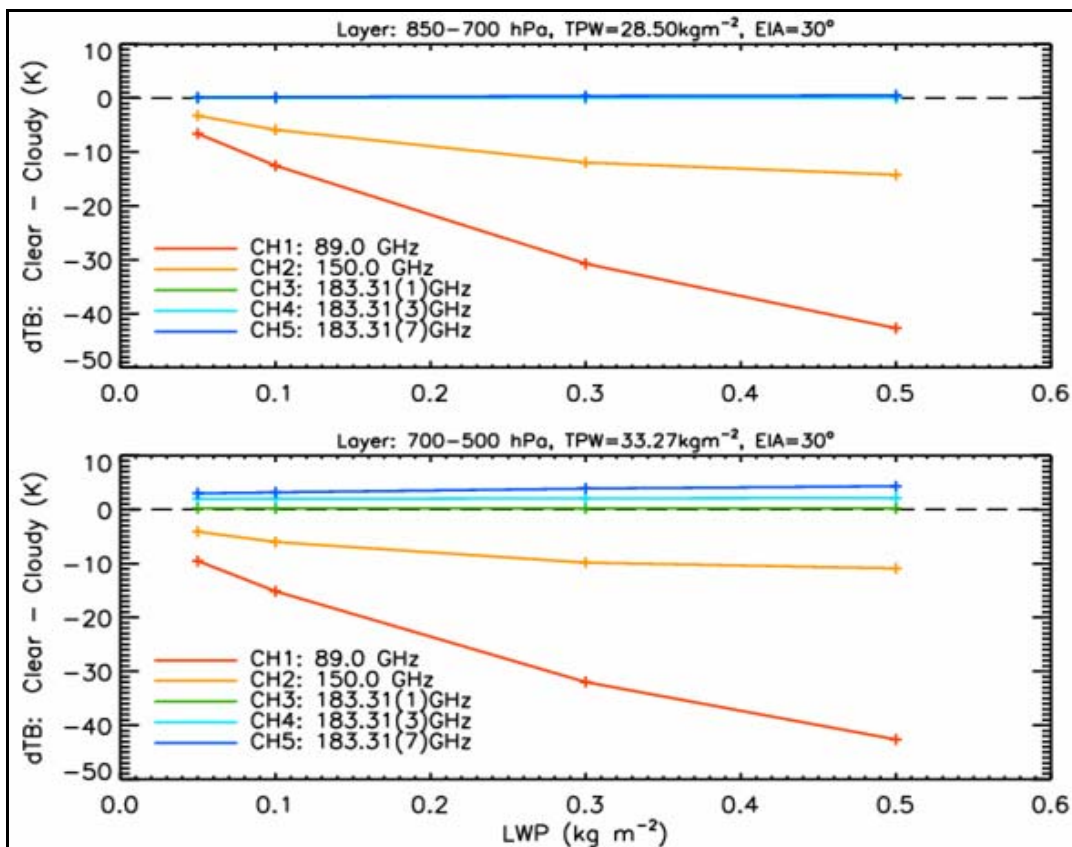 Layer: 850−700 hPa, TPW=28.50kgm⁻², EIA=30°
dTB: Clear − Cloudy (K)
10
0
−10
−20
−30
−40
−50
CH1: 89.0 GHz
CH2: 150.0 GHz
CH3: 183.31(1)GHz
CH4: 183.31(3)GHz
CH5: 183.31(7)GHz
0.0 0.1 0.2 0.3 0.4 0.5 0.6
Layer: 700−500 hPa, TPW=33.27kgm⁻², EIA=30°
dTB: Clear − Cloudy (K)
10
0
−10
−20
−30
−40
−50
CH1: 89.0 GHz
CH2: 150.0 GHz
CH3: 183.31(1)GHz
CH4: 183.31(3)GHz
CH5: 183.31(7)GHz
0.0 0.1 0.2 0.3 0.4 0.5 0.6
LWP (kg m⁻²)